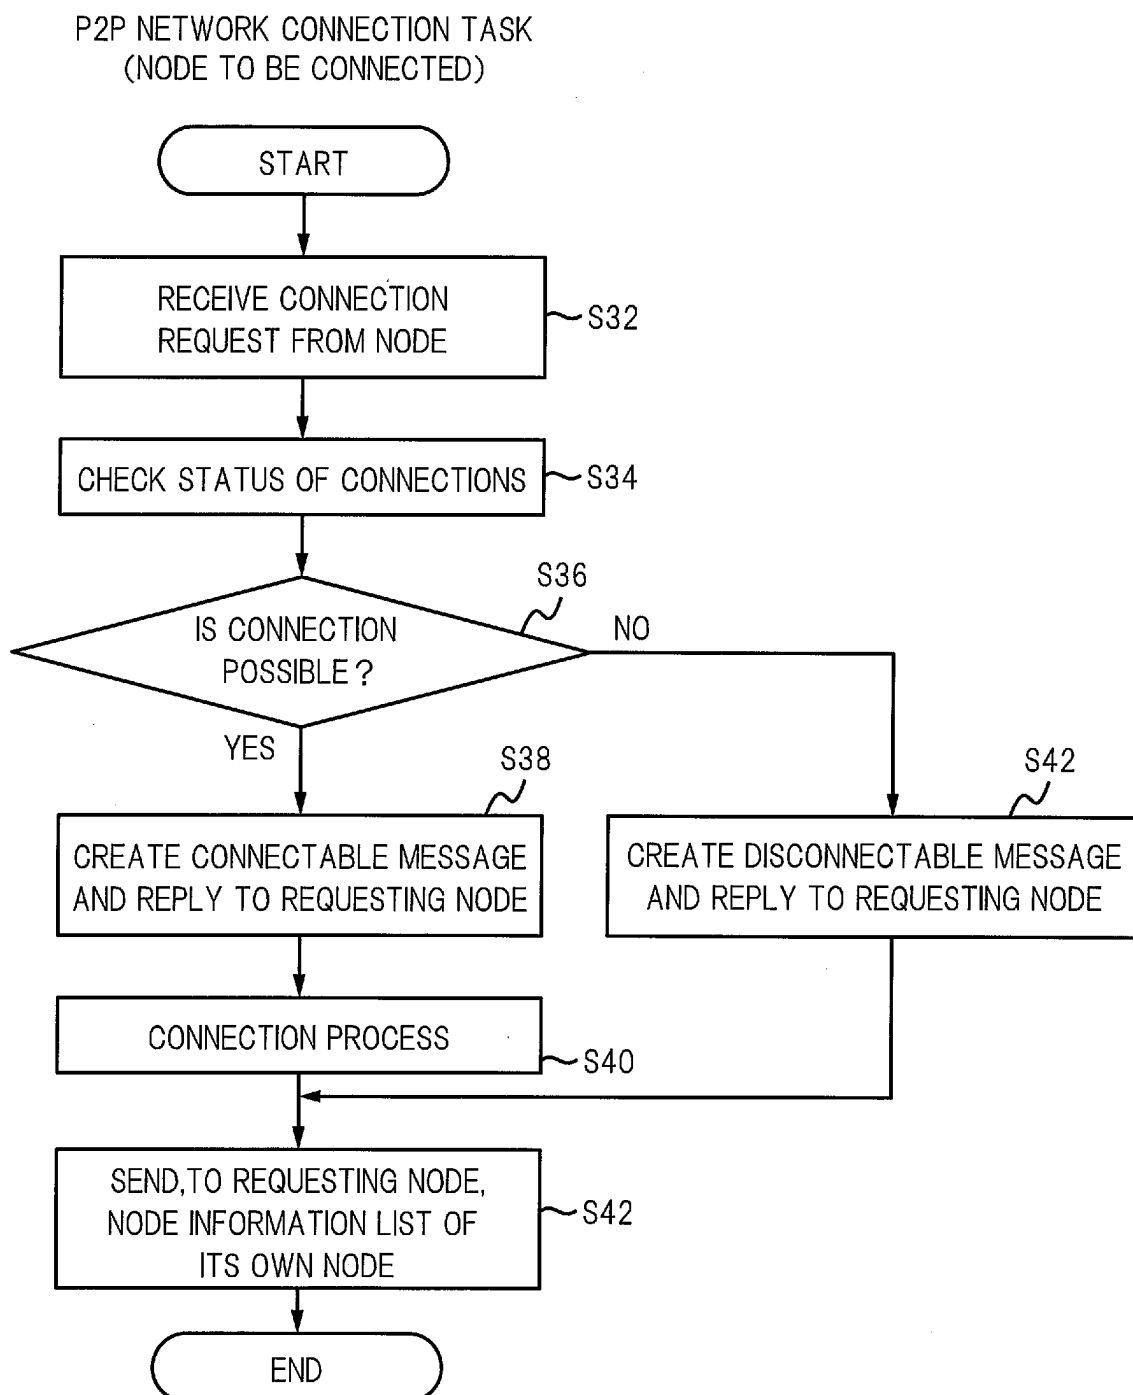 P2P NETWORK CONNECTION TASK
(NODE TO BE CONNECTED)
START
RECEIVE CONNECTION
REQUEST FROM NODE
S32
CHECK STATUS OF CONNECTIONS
S34
S36
IS CONNECTION
POSSIBLE?
NO
YES
S38
CREATE CONNECTABLE MESSAGE
AND REPLY TO REQUESTING NODE
S42
CREATE DISCONNECTABLE MESSAGE
AND REPLY TO REQUESTING NODE
CONNECTION PROCESS
S40
SEND,TO REQUESTING NODE,
NODE INFORMATION LIST OF
ITS OWN NODE
S42
END